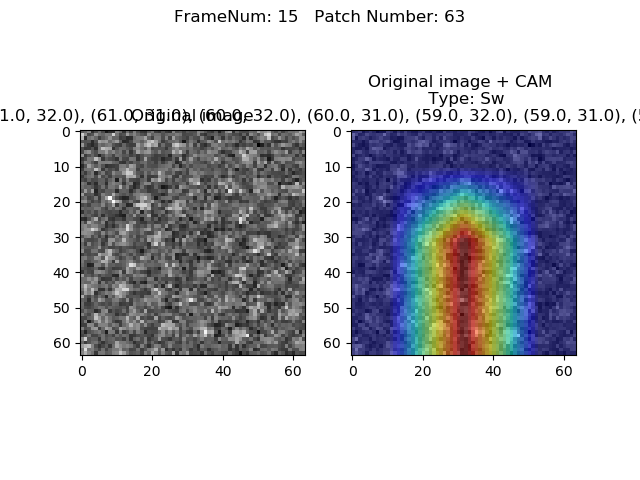 FrameNum: 15   Patch Number: 63
Original image + CAM
Type: Sw
1.0, 32.0), (61.0, 31.0), (60.0, 32.0), (60.0, 31.0), (59.0, 32.0), (59.0, 31.0), (5
Original image
0
10
20
30
40
50
60
0 20 40 60
0
10
20
30
40
50
60
0 20 40 60